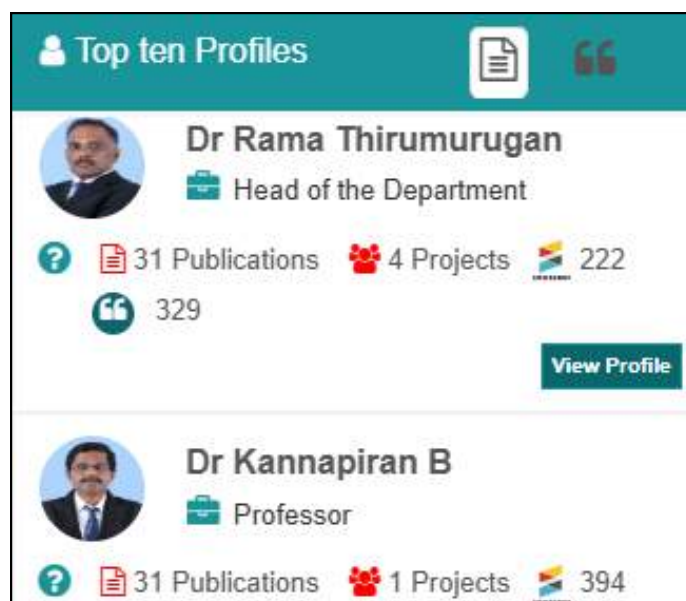 Top ten Profiles
Dr Rama Thirumurugan
Head of the Department
31 Publications 4 Projects 222
329
View Profile
Dr Kannapiran B
Professor
31 Publications 1 Projects 394